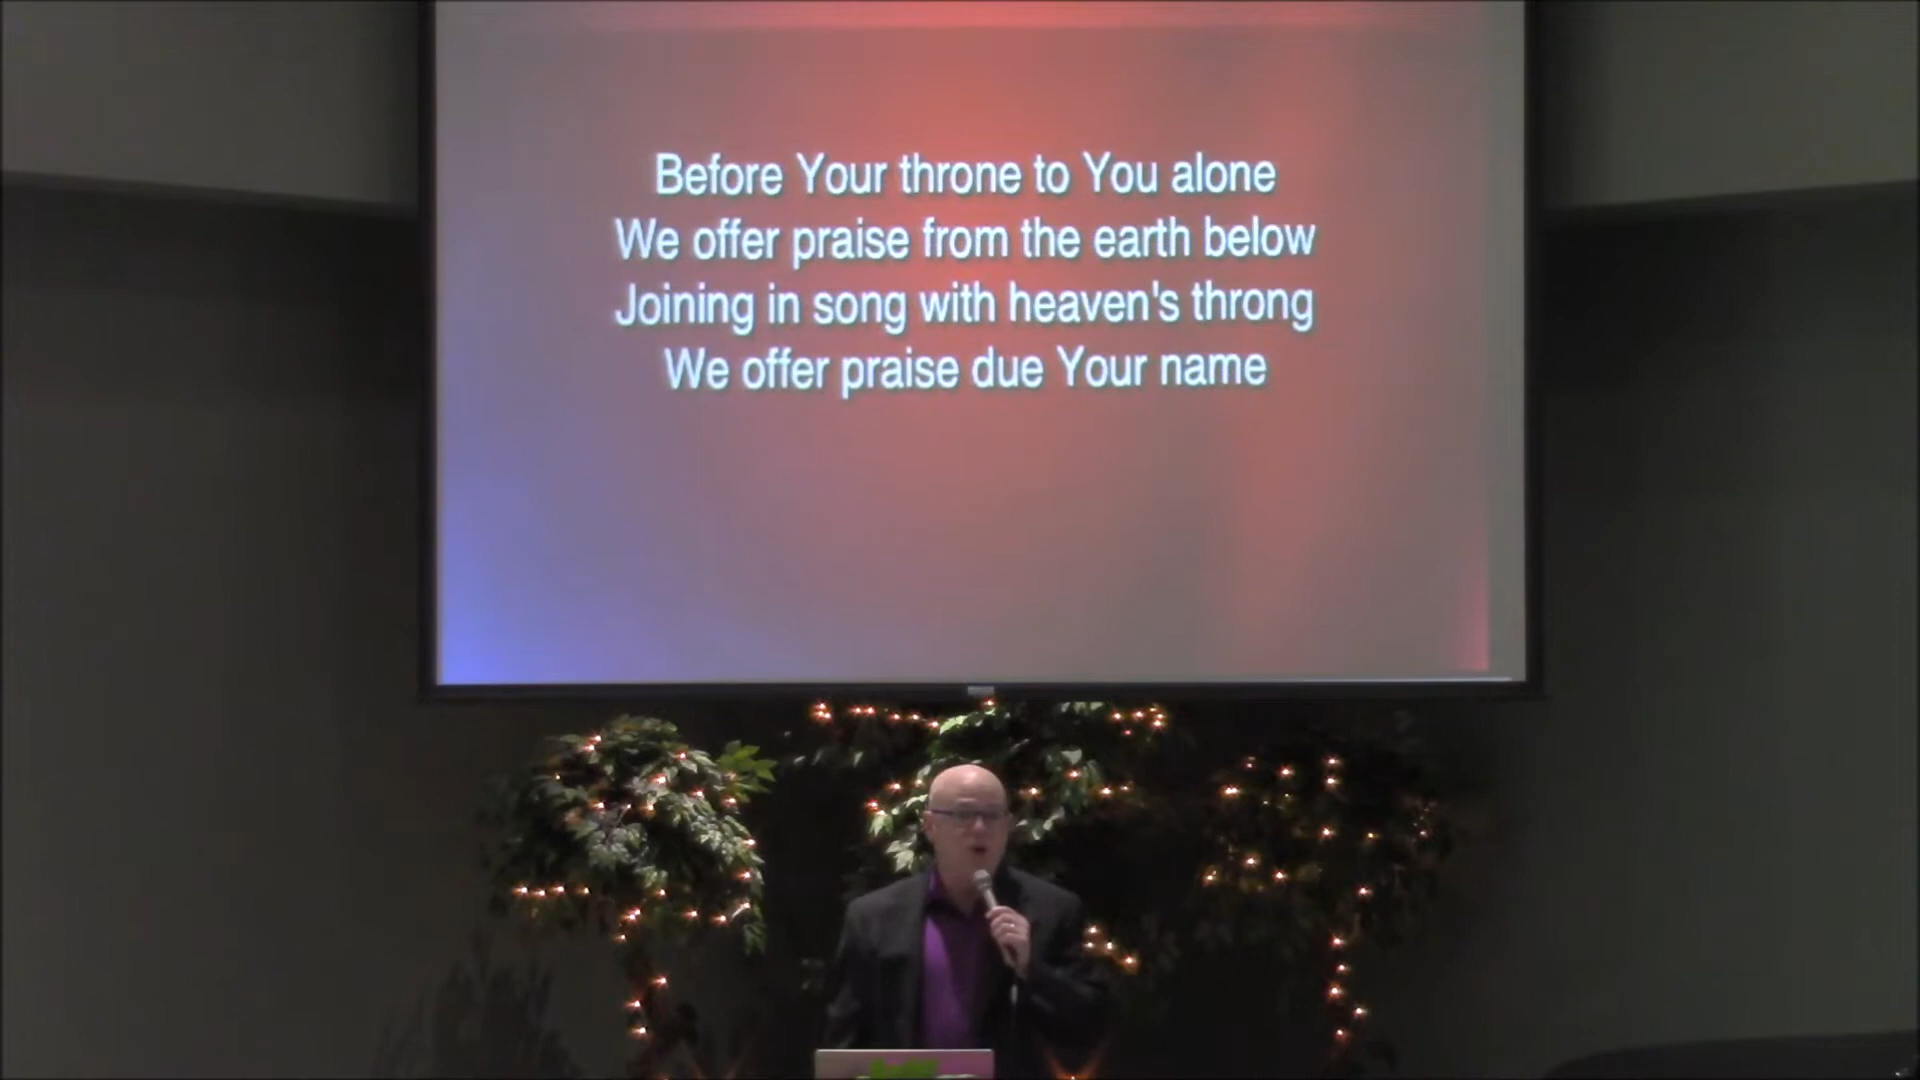 Before Your throne to You alone
We offer praise from the earth below
Joining in song with heaven's throng
We offer praise due Your name